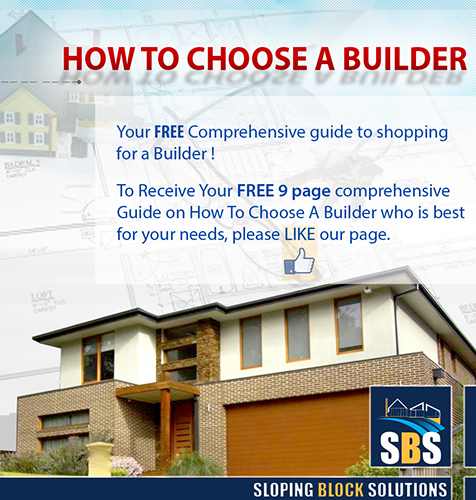 HOW TO CHOOSE A BUILDER
Your FREE Comprehensive guide to shopping
for a Builder !
To Receive Your FREE 9 page comprehensive
Guide on How To Choose A Builder who is best
for your needs, please LIKE our page.
LOFT
CARPET
SBS
SLOPING BLOCK SOLUTIONS